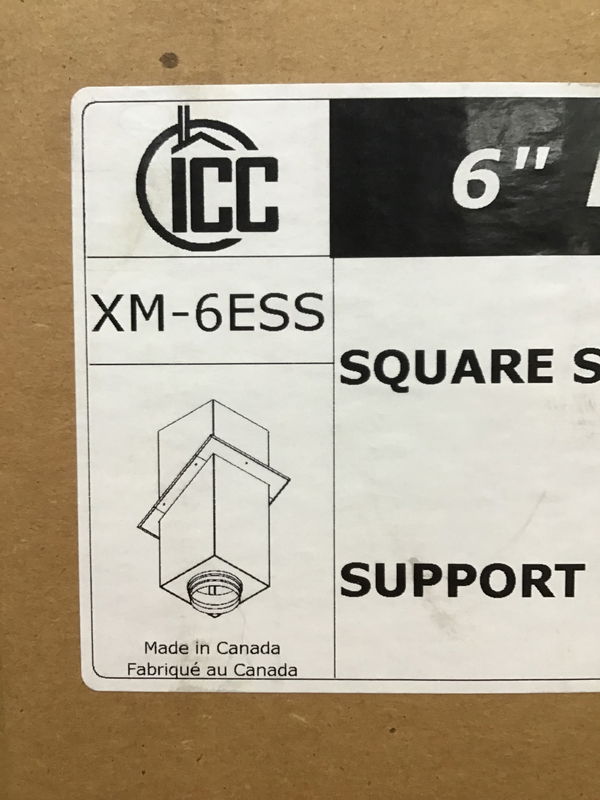 ICC
6"
XM-6ESS
SQUARE S
SUPPORT
Made in Canada
Fabriqué au Canada